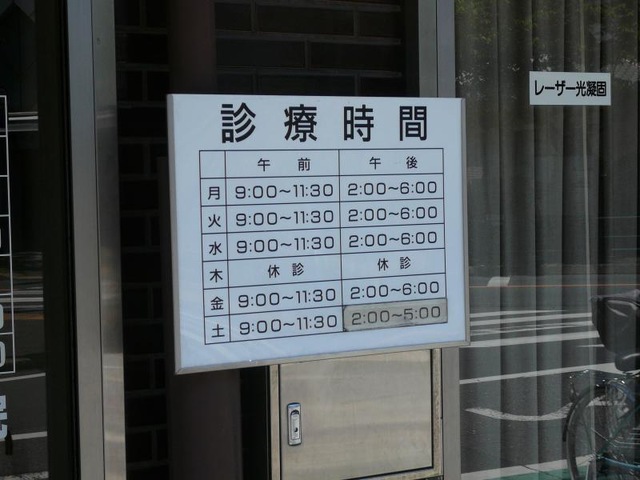 診療時間
午前 午後
月 9:00～11:30 2:00～6:00
火 9:00～11:30 2:00～6:00
水 9:00～11:30 2:00～6:00
木 休診 休診
金 9:00～11:30 2:00～6:00
土 9:00～11:30 2:00～5:00
レーザー光凝固